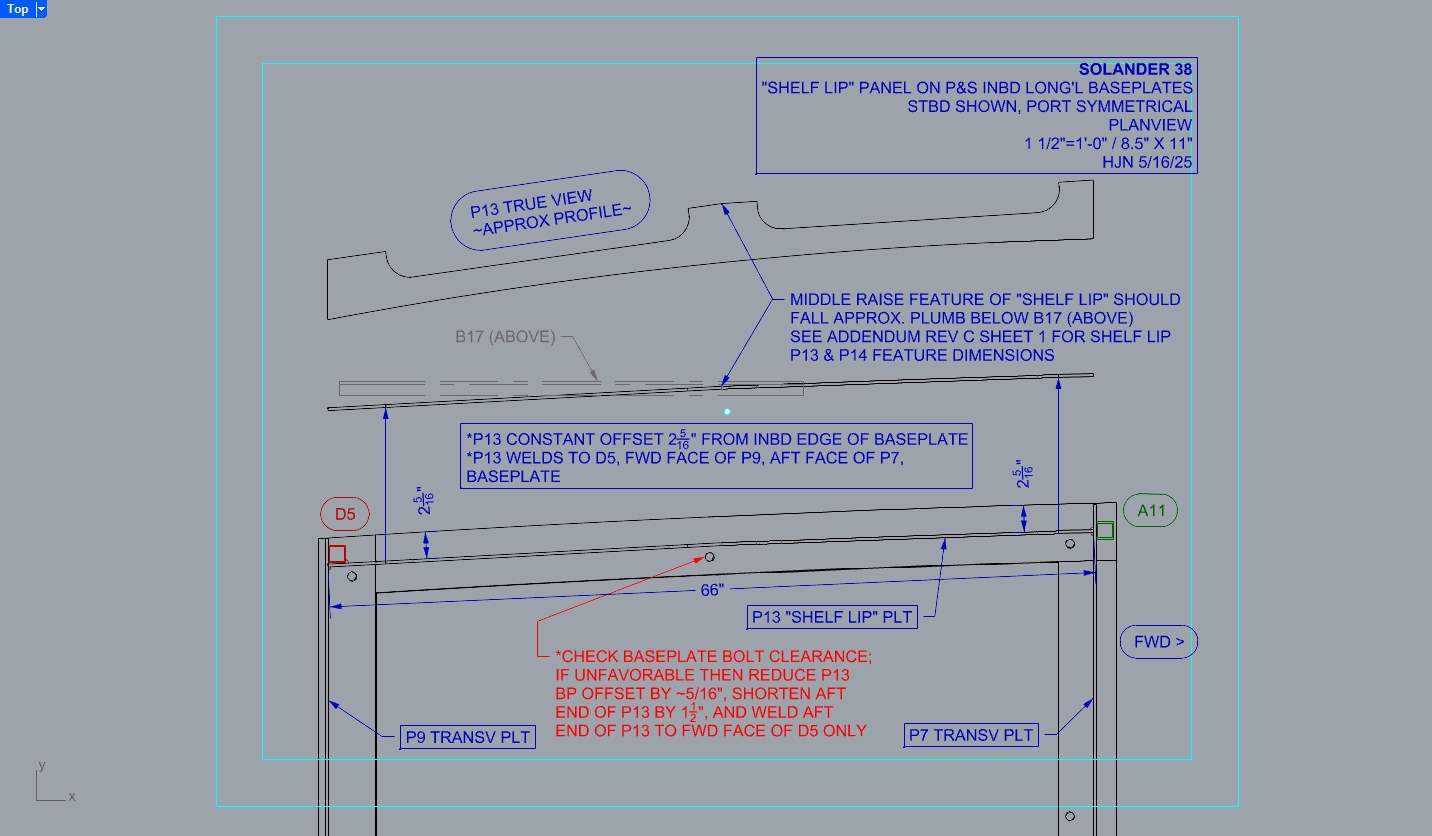 Top
SOLANDER 38
"SHELF LIP" PANEL ON P&S INBD LONG'L BASEPLATES
STBD SHOWN, PORT SYMMETRICAL
PLANVIEW
1 1/2"=1'-0" / 8.5" X 11"
HJN 5/16/25
P13 TRUE VIEW
~APPROX PROFILE~
MIDDLE RAISE FEATURE OF "SHELF LIP" SHOULD
FALL APPROX. PLUMB BELOW B17 (ABOVE)
SEE ADDENDUM REV C SHEET 1 FOR SHELF LIP
P13 & P14 FEATURE DIMENSIONS
B17 (ABOVE)
*P13 CONSTANT OFFSET 2 5/16" FROM INBD EDGE OF BASEPLATE
*P13 WELDS TO D5, FWD FACE OF P9, AFT FACE OF P7,
BASEPLATE
2 5/16"
2 5/16"
D5
A11
66"
P13 "SHELF LIP" PLT
FWD >
*CHECK BASEPLATE BOLT CLEARANCE;
IF UNFAVORABLE THEN REDUCE P13
BP OFFSET BY ~5/16", SHORTEN AFT
END OF P13 BY 1 1/2", AND WELD AFT
END OF P13 TO FWD FACE OF D5 ONLY
P9 TRANSV PLT
P7 TRANSV PLT
y
x